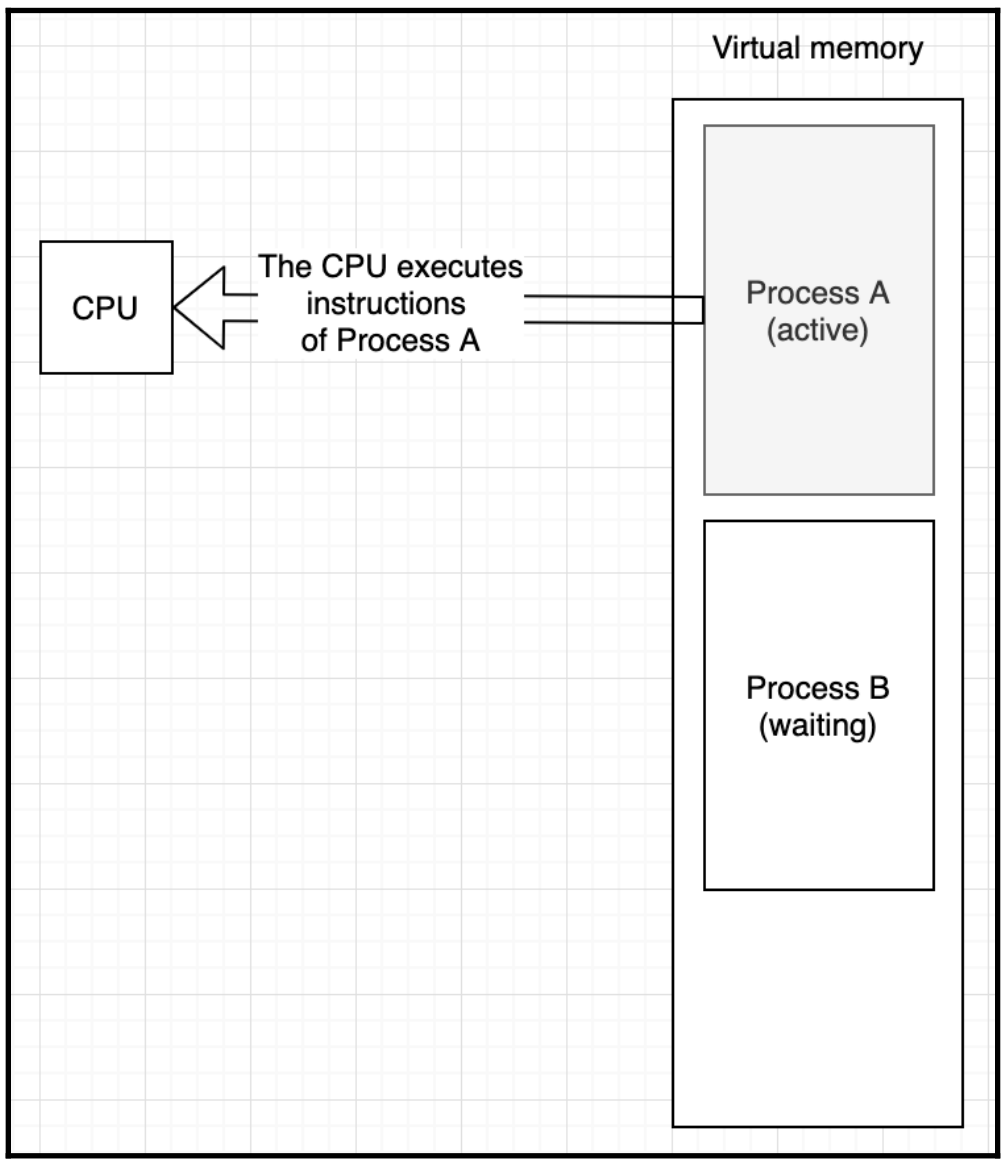 Virtual memory
CPU
The CPU executes
instructions
of Process A
Process A
(active)
Process B
(waiting)